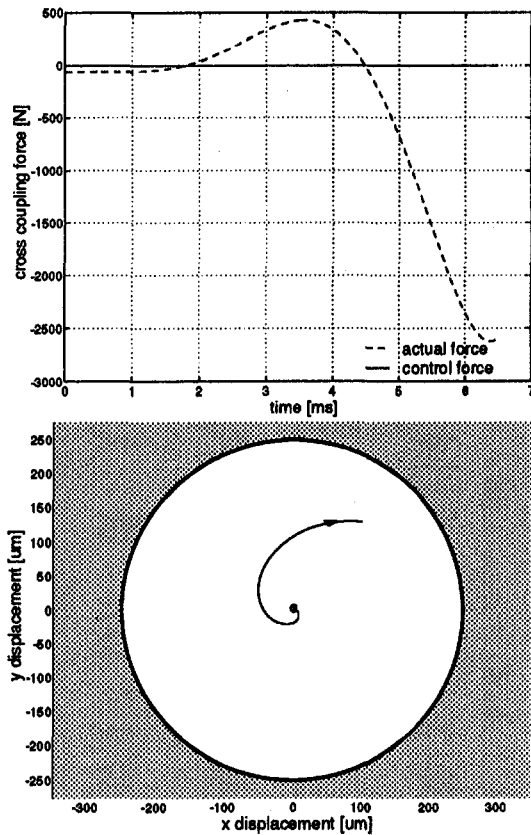 500
0
-500
-1000
-1500
-2000
-2500
-3000
cross coupling force [N]
actual force
control force
0 1 2 3 4 5 6 7
time [ms]
250
200
150
100
50
0
-50
-100
-150
-200
-250
y displacement [um]
-300 -200 -100 0 100 200 300
x displacement [um]